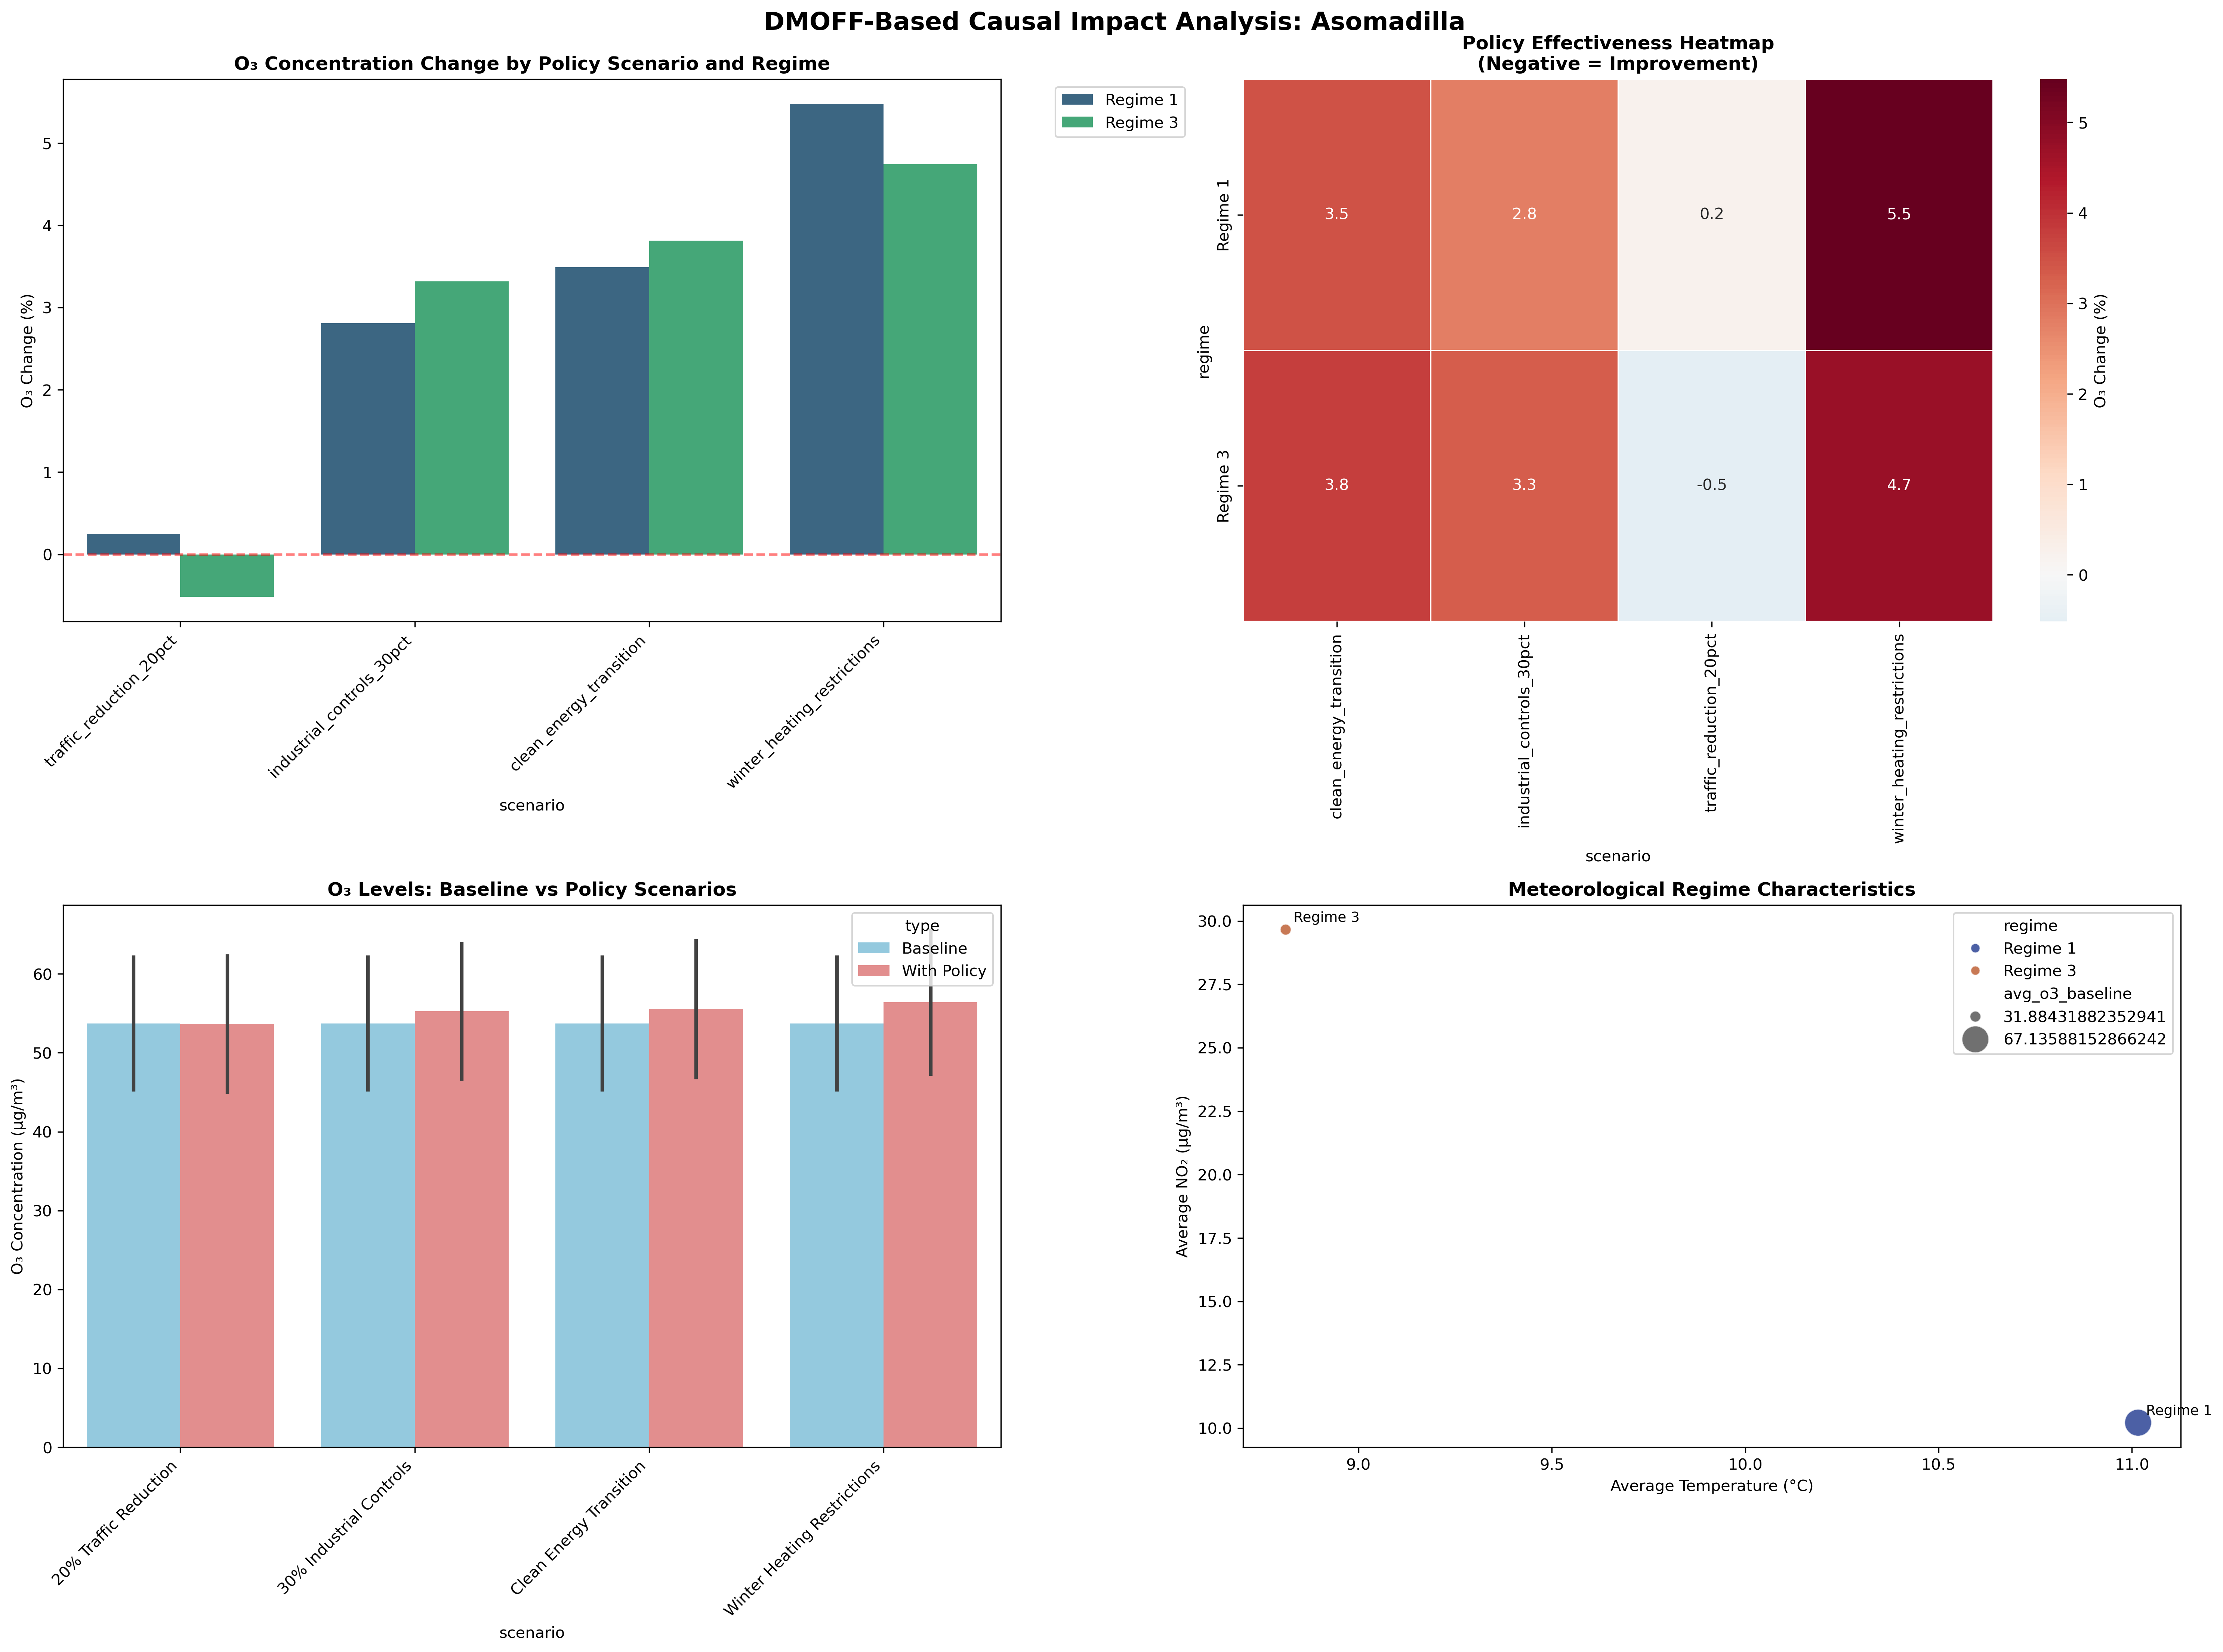 DMOFF-Based Causal Impact Analysis: Asomadilla
O₃ Concentration Change by Policy Scenario and Regime
O₃ Change (%)
5
4
3
2
1
0
traffic_reduction_20pct
industrial_controls_30pct
clean_energy_transition
winter_heating_restrictions
scenario
Regime 1
Regime 3
Policy Effectiveness Heatmap
(Negative = Improvement)
regime
Regime 1
Regime 3
3.5
2.8
0.2
5.5
3.8
3.3
-0.5
4.7
clean_energy_transition
industrial_controls_30pct
traffic_reduction_20pct
winter_heating_restrictions
scenario
5
4
3
2
1
0
O₃ Change (%)
O₃ Levels: Baseline vs Policy Scenarios
O₃ Concentration (μg/m³)
60
50
40
30
20
10
0
type
Baseline
With Policy
20% Traffic Reduction
30% Industrial Controls
Clean Energy Transition
Winter Heating Restrictions
scenario
Meteorological Regime Characteristics
Average NO₂ (μg/m³)
30.0
27.5
25.0
22.5
20.0
17.5
15.0
12.5
10.0
Regime 3
Regime 1
regime
Regime 1
Regime 3
avg_o3_baseline
31.88431882352941
67.13588152866242
9.0
9.5
10.0
10.5
11.0
Average Temperature (°C)